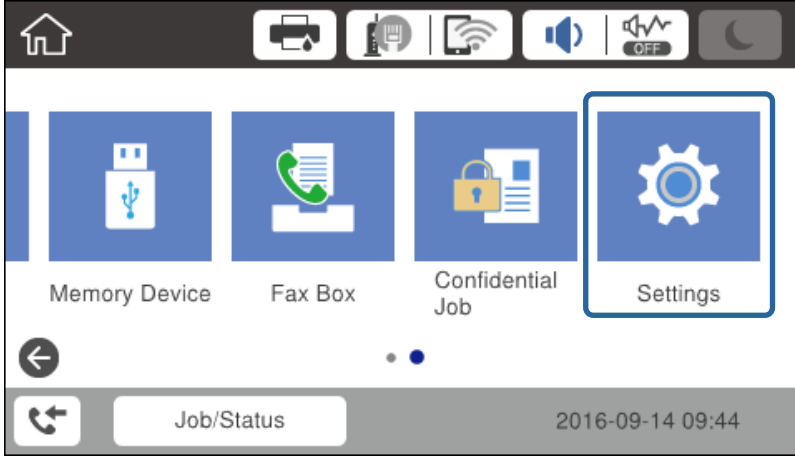 OFF
Memory Device
Fax Box
Confidential
Job
Settings
Job/Status
2016-09-14 09:44